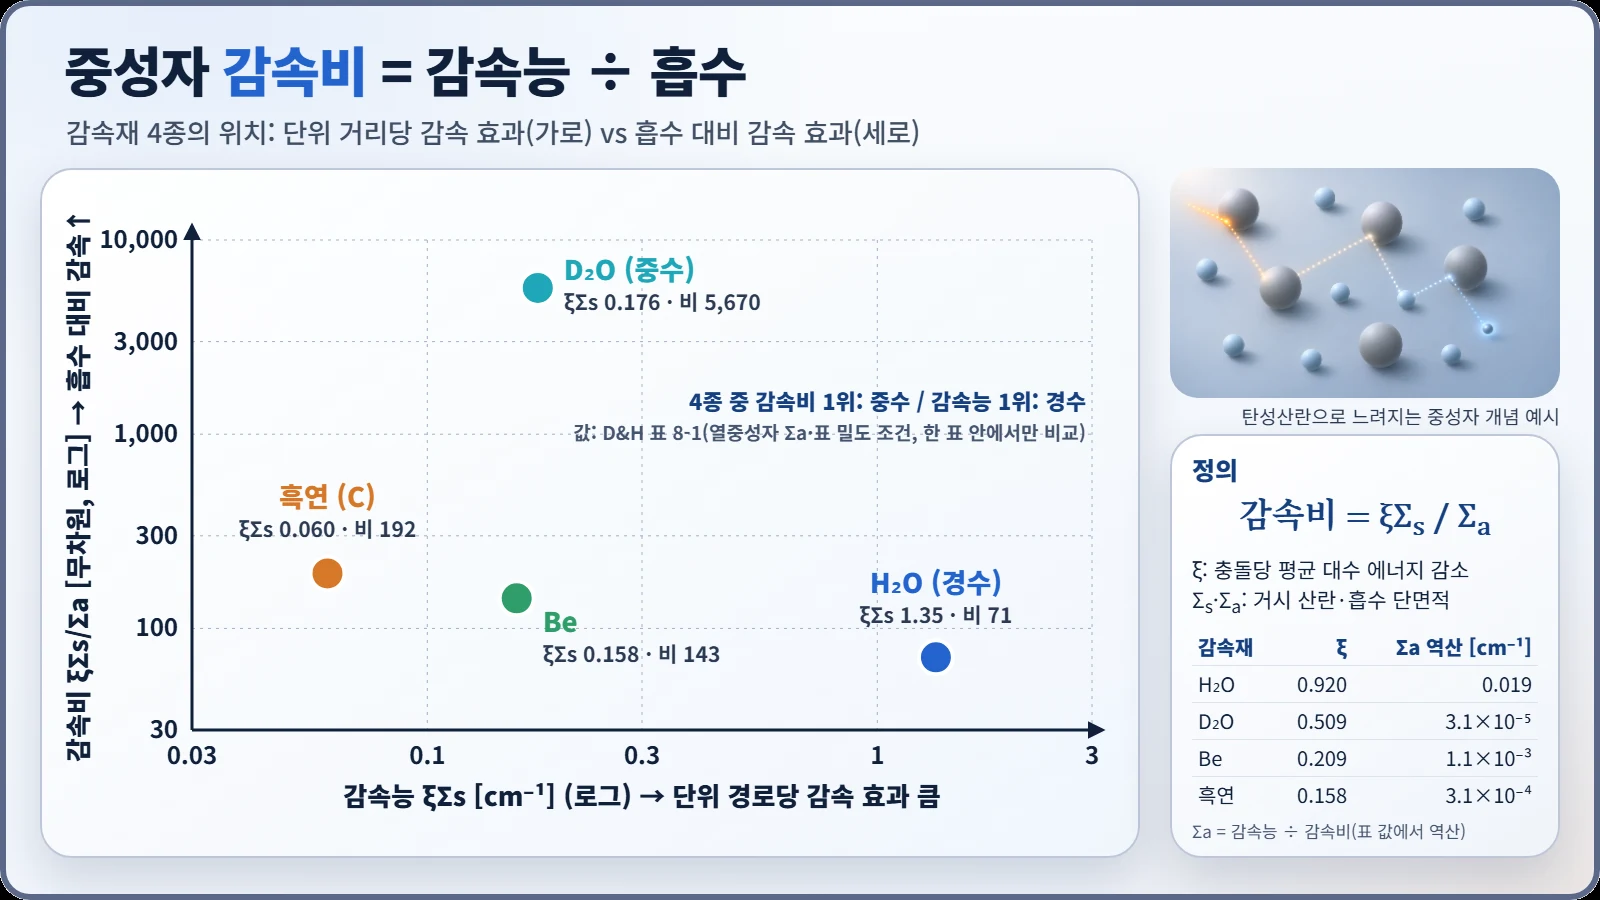 중성자 감속비 = 감속능 ÷ 흡수
감속재 4종의 위치: 단위 거리당 감속 효과(가로) vs 흡수 대비 감속 효과(세로)
감속비 ξΣs/Σa [무차원, 로그] → 흡수 대비 감속 ↑
10,000
3,000
1,000
300
100
30
0.03
0.1
0.3
1
3
감속능 ξΣs [cm⁻¹] (로그) → 단위 경로당 감속 효과 큼
D₂O (중수)
ξΣs 0.176 · 비 5,670
4종 중 감속비 1위: 중수 / 감속능 1위: 경수
값: D&H 표 8-1(열중성자 Σa·표 밀도 조건, 한 표 안에서만 비교)
흑연 (C)
ξΣs 0.060 · 비 192
Be
ξΣs 0.158 · 비 143
H₂O (경수)
ξΣs 1.35 · 비 71
탄성산란으로 느려지는 중성자 개념 예시
정의
감속비 = ξΣₛ / Σₐ
ξ: 충돌당 평균 대수 에너지 감소
Σₛ·Σₐ: 거시 산란·흡수 단면적
감속재 ξ Σa 역산 [cm⁻¹]
H₂O 0.920 0.019
D₂O 0.509 3.1×10⁻⁵
Be 0.209 1.1×10⁻³
흑연 0.158 3.1×10⁻⁴
Σa = 감속능 ÷ 감속비(표 값에서 역산)